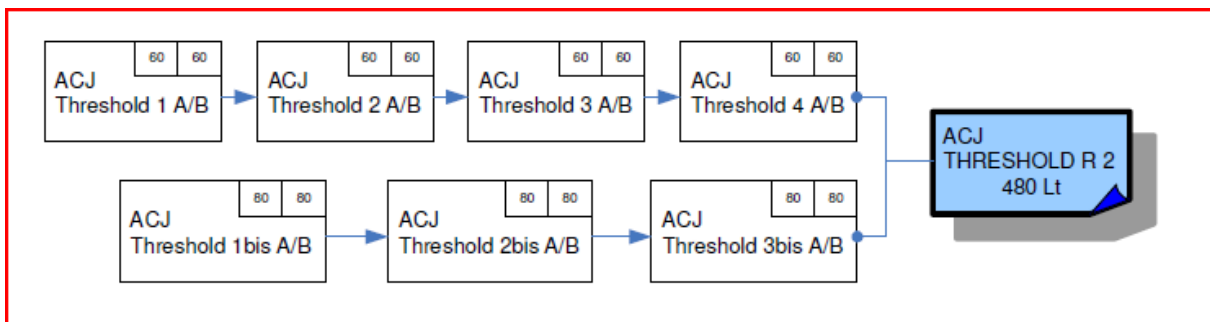 60 60
ACJ
Threshold 1 A/B
60 60
ACJ
Threshold 2 A/B
60 60
ACJ
Threshold 3 A/B
60 60
ACJ
Threshold 4 A/B
ACJ
THRESHOLD R 2
480 Lt
80 80
ACJ
Threshold 1bis A/B
80 80
ACJ
Threshold 2bis A/B
80 80
ACJ
Threshold 3bis A/B